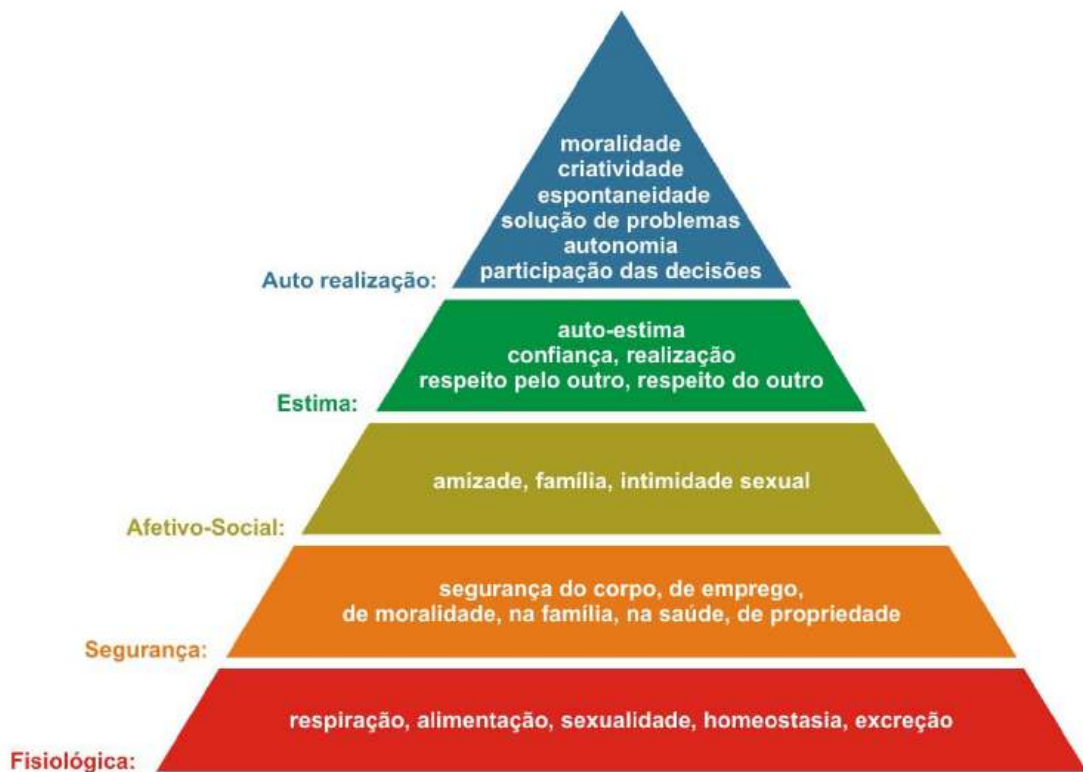 moralidade
criatividade
espontaneidade
solução de problemas
autonomia
participação das decisões
Auto realização:
auto-estima
confiança, realização
respeito pelo outro, respeito do outro
Estima:
amizade, família, intimidade sexual
Afetivo-Social:
segurança do corpo, de emprego,
de moralidade, na família, na saúde, de propriedade
Segurança:
respiração, alimentação, sexualidade, homeostasia, excreção
Fisiológica: